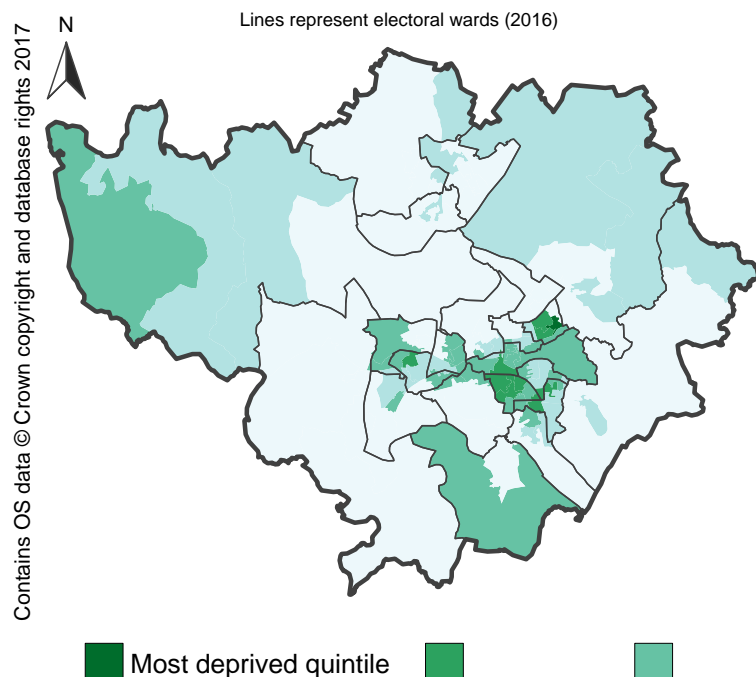 Lines represent electoral wards (2016)
N
Contains OS data © Crown copyright and database rights 2017
Most deprived quintile